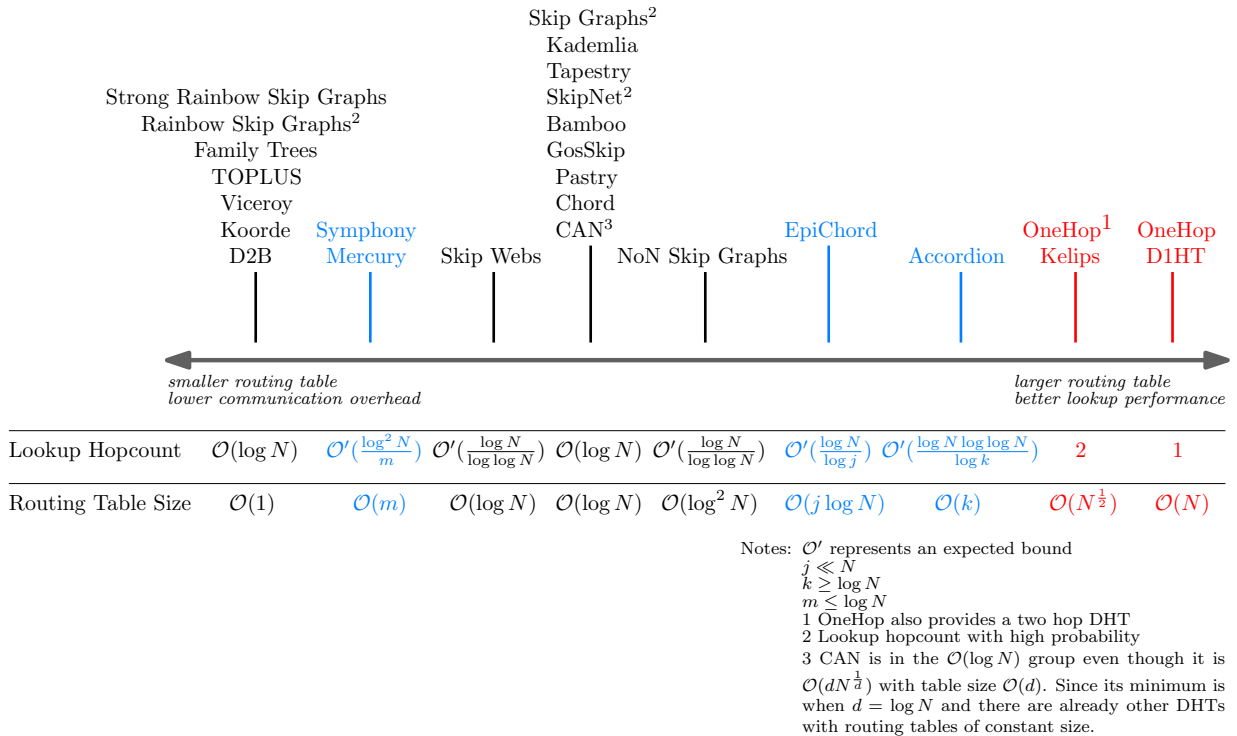 Skip Graphs²
Kademlia
Tapestry
SkipNet²
Bamboo
GosSkip
Pastry
Chord
CAN³
Strong Rainbow Skip Graphs
Rainbow Skip Graphs²
Family Trees
TOPLUS
Viceroy
Koorde
D2B
Symphony
Mercury
Skip Webs
NoN Skip Graphs
EpiChord
Accordion
OneHop¹
Kelips
OneHop
D1HT
smaller routing table
lower communication overhead
larger routing table
better lookup performance
Lookup Hopcount 𝒪(log N) 𝒪′(log² N / m) 𝒪′(log N / log log N) 𝒪(log N) 𝒪′(log N / log log N) 𝒪′(log N / log j) 𝒪′(log N log log N / log k) 2 1
Routing Table Size 𝒪(1) 𝒪(m) 𝒪(log N) 𝒪(log N) 𝒪(log² N) 𝒪(j log N) 𝒪(k) 𝒪(N^{1/2}) 𝒪(N)
Notes: 𝒪′ represents an expected bound
j ≪ N
k ≥ log N
m ≤ log N
1 OneHop also provides a two hop DHT
2 Lookup hopcount with high probability
3 CAN is in the 𝒪(log N) group even though it is
𝒪(dN^{1/d}) with table size 𝒪(d). Since its minimum is
when d = log N and there are already other DHTs
with routing tables of constant size.